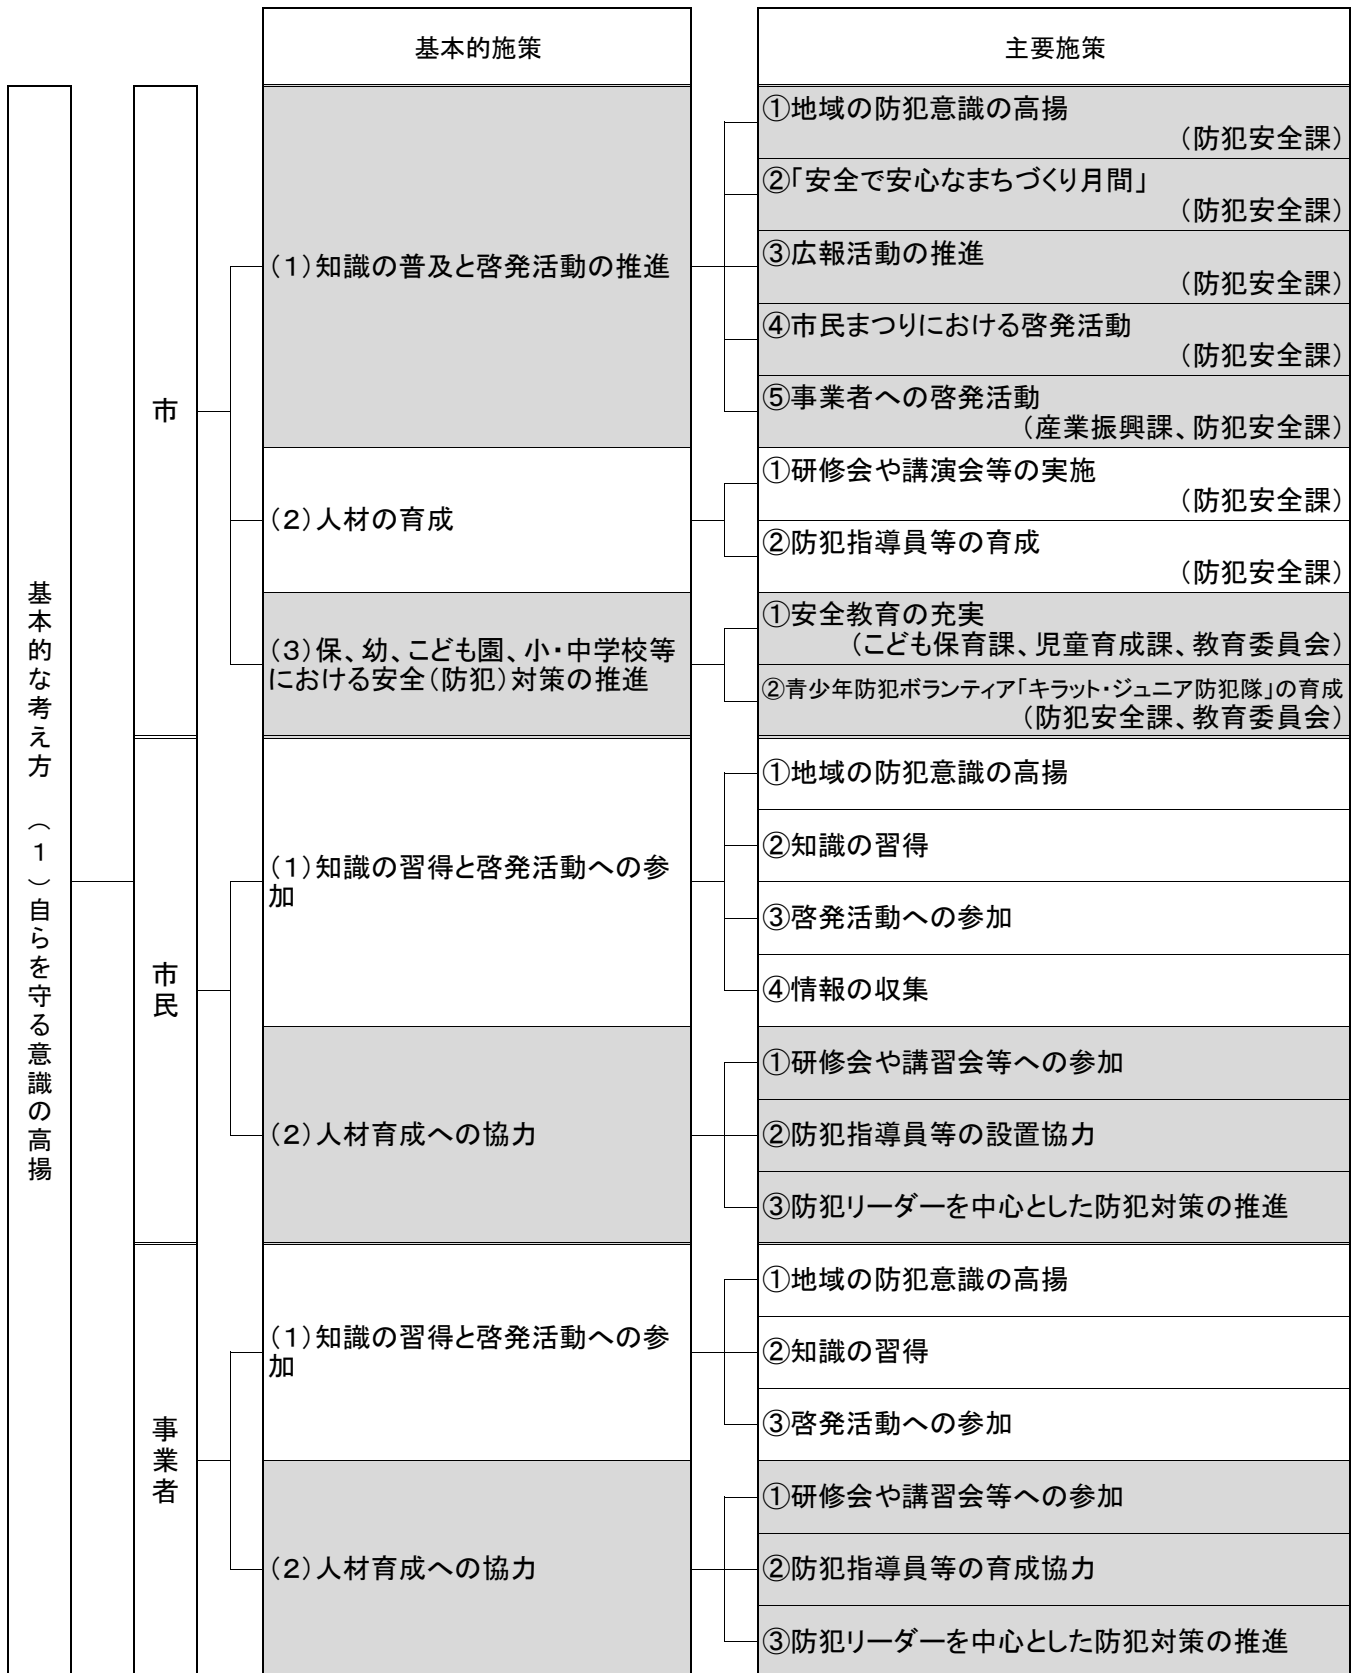 基本的施策
主要施策
基本的な考え方　（１）自らを守る意識の高揚
市
（１）知識の普及と啓発活動の推進
①地域の防犯意識の高揚
（防犯安全課）
②「安全で安心なまちづくり月間」
（防犯安全課）
③広報活動の推進
（防犯安全課）
④市民まつりにおける啓発活動
（防犯安全課）
⑤事業者への啓発活動
（産業振興課、防犯安全課）
（２）人材の育成
①研修会や講演会等の実施
（防犯安全課）
②防犯指導員等の育成
（防犯安全課）
（３）保、幼、こども園、小・中学校等
における安全（防犯）対策の推進
①安全教育の充実
（こども保育課、児童育成課、教育委員会）
②青少年防犯ボランティア「キラット・ジュニア防犯隊」の育成
（防犯安全課、教育委員会）
市民
（１）知識の習得と啓発活動への参
加
①地域の防犯意識の高揚
②知識の習得
③啓発活動への参加
④情報の収集
（２）人材育成への協力
①研修会や講習会等への参加
②防犯指導員等の設置協力
③防犯リーダーを中心とした防犯対策の推進
事業者
（１）知識の習得と啓発活動への参
加
①地域の防犯意識の高揚
②知識の習得
③啓発活動への参加
（２）人材育成への協力
①研修会や講習会等への参加
②防犯指導員等の育成協力
③防犯リーダーを中心とした防犯対策の推進